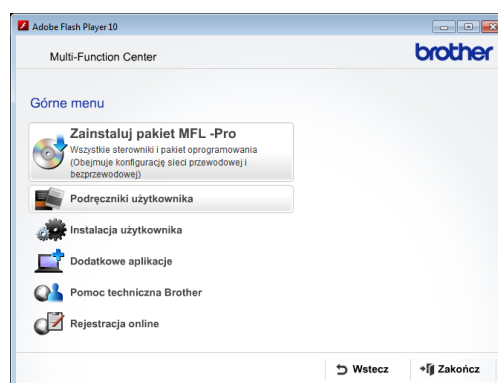 Adobe Flash Player 10
Multi-Function Center
brother
Górne menu
Zainstaluj pakiet MFL -Pro
Wszystkie sterowniki i pakiet oprogramowania
(Obejmuje konfigurację sieci przewodowej i
bezprzewodowej)
Podręczniki użytkownika
Instalacja użytkownika
Dodatkowe aplikacje
Pomoc techniczna Brother
Rejestracja online
Wstecz
Zakończ